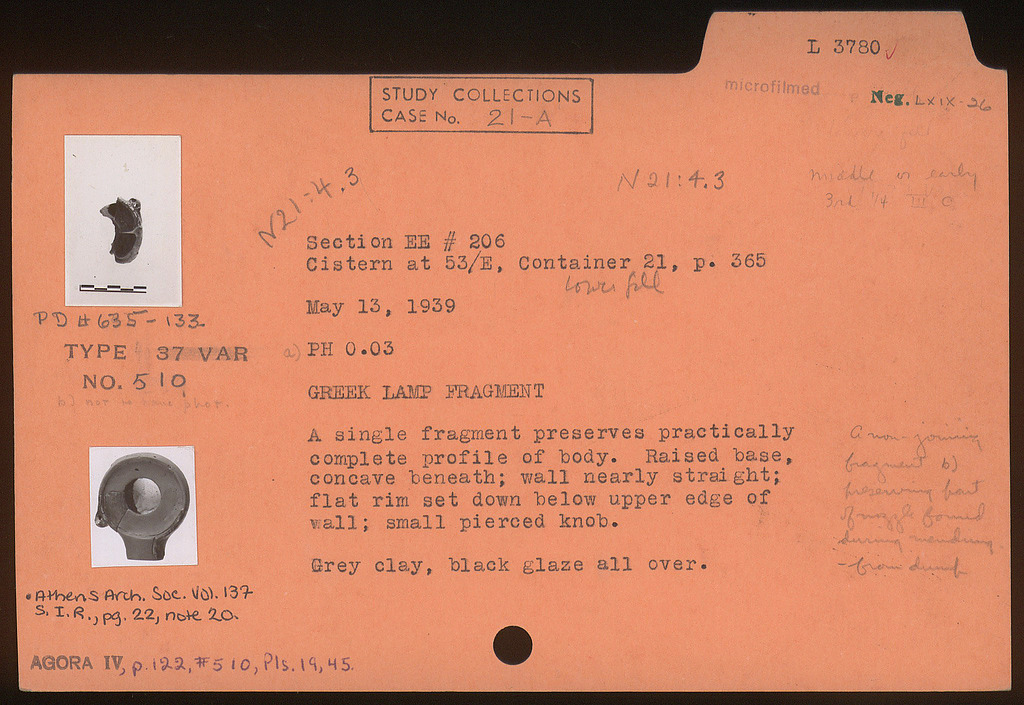 L 3780 ✓
microfilmed
Neg. LXIX-26
STUDY COLLECTIONS
CASE No. 21-A
N21:4.3
N 21:4.3
middle or early
3rd 1/4 III C
Section EE # 206
Cistern at 53/E, Container 21, p. 365
lower fill
May 13, 1939
PD # 635-133
TYPE 37 VAR
NO. 510
b) not in
a) PH 0.03
GREEK LAMP FRAGMENT
A single fragment preserves practically
complete profile of body. Raised base,
concave beneath; wall nearly straight;
flat rim set down below upper edge of
wall; small pierced knob.
Grey clay, black glaze all over.
A non-joining
fragment b)
preserving part
of nozzle found
during mending
- from dump
•Athens Arch. Soc. Vol. 137
S.I.R., pg. 22, note 20.
AGORA IV, p.122, #510, Pls.19, 45.